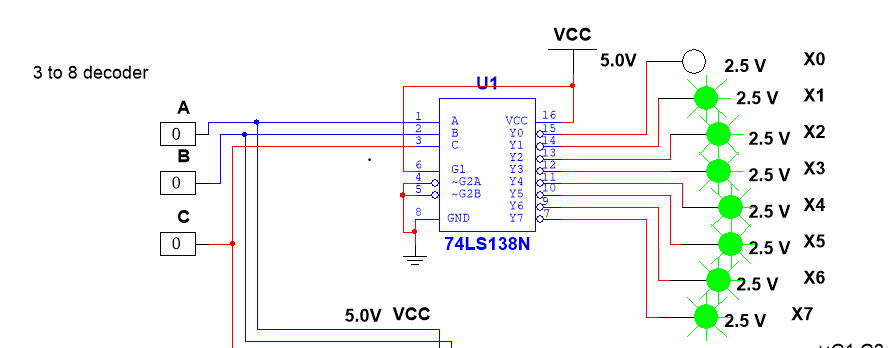 VCC
5.0V
2.5 V X0
3 to 8 decoder
U1
2.5 V X1
A
0
1 A VCC 16
2 B Y0 15
3 C Y1 14
Y2 13
6 G1 Y3 12
4 ~G2A Y4 11
5 ~G2B Y5 10
Y6 9
8 GND Y7 7
2.5 V X2
B
0
2.5 V X3
C
0
2.5 V X4
74LS138N
2.5 V X5
2.5 V X6
5.0V VCC
2.5 V X7